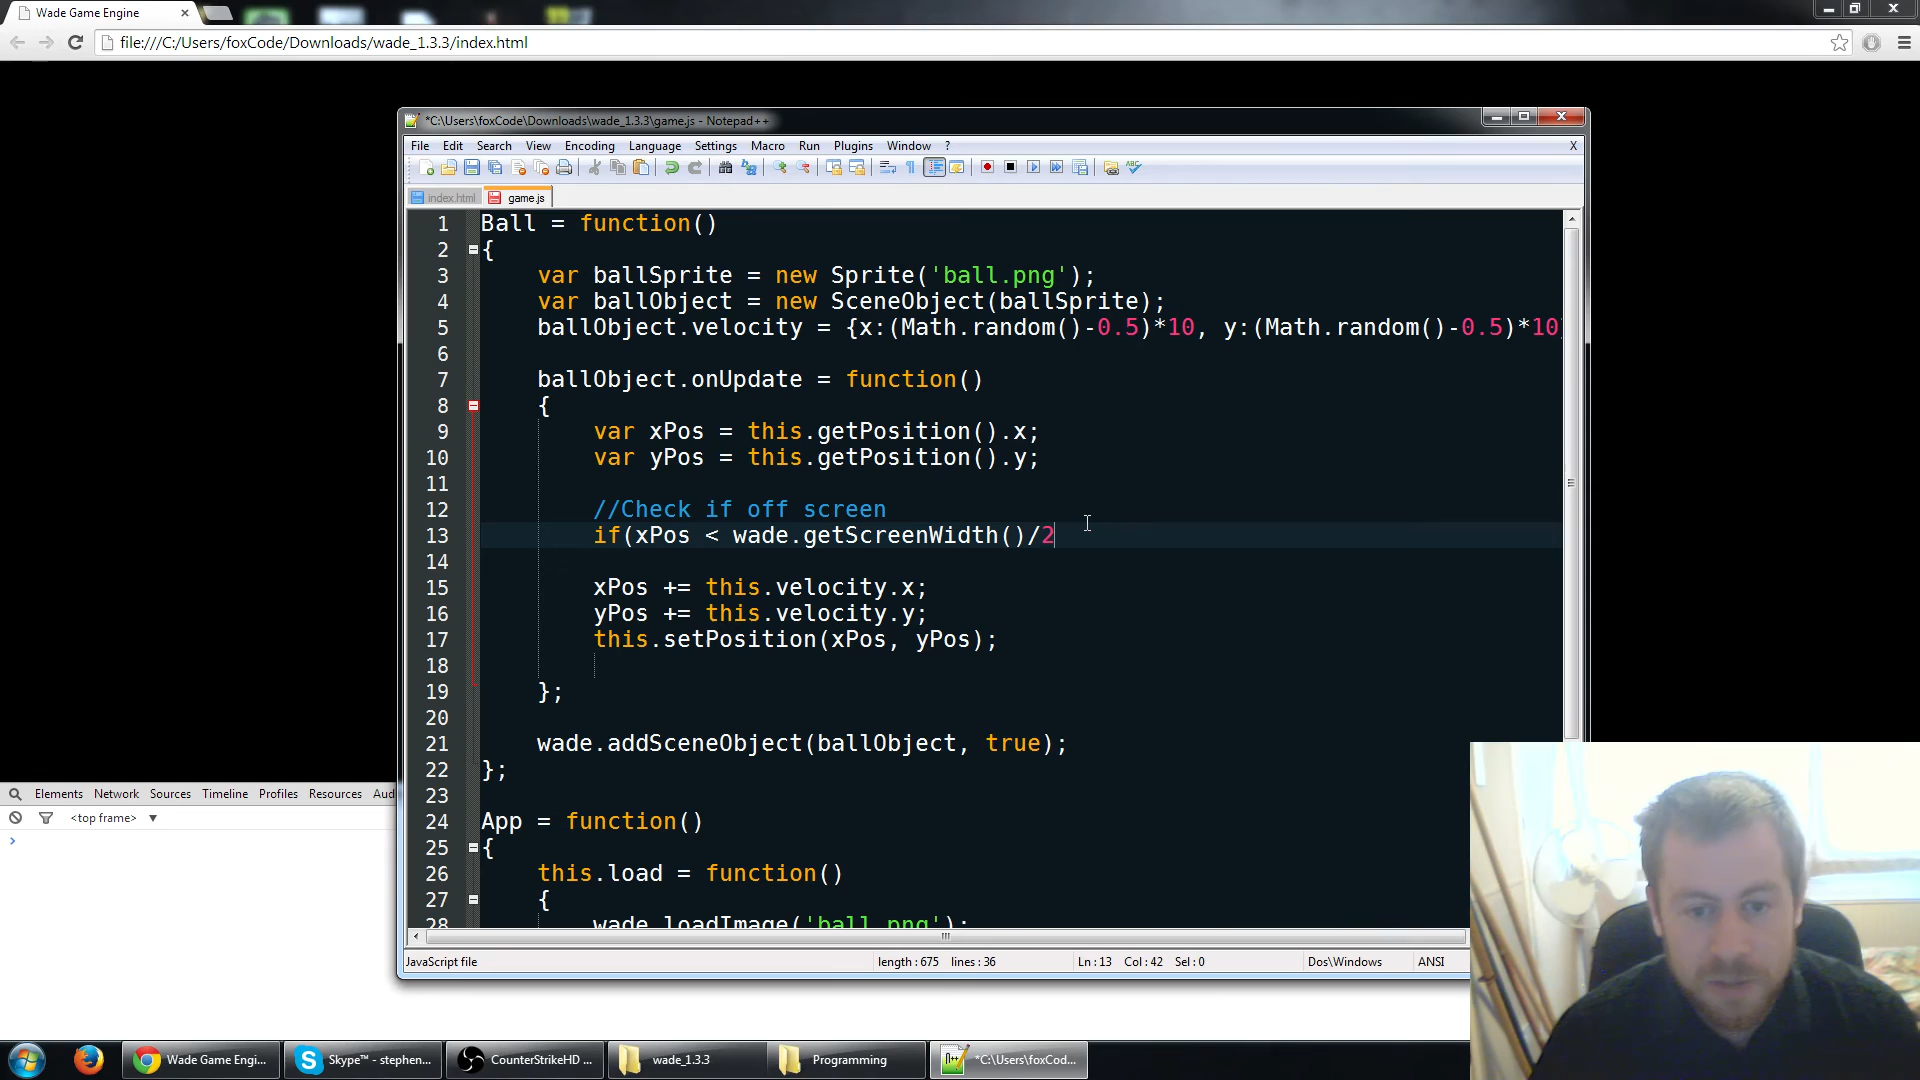 Wade Game Engine
file:///C:/Users/foxCode/Downloads/wade_1.3.3/index.html
*C:\Users\foxCode\Downloads\wade_1.3.3\game.js - Notepad++
File Edit Search View Encoding Language Settings Macro Run Plugins Window ? X
index.html game.js
1 Ball = function()
2 {
3 var ballSprite = new Sprite('ball.png');
4 var ballObject = new SceneObject(ballSprite);
5 ballObject.velocity = {x:(Math.random()-0.5)*10, y:(Math.random()-0.5)*10
6
7 ballObject.onUpdate = function()
8 {
9 var xPos = this.getPosition().x;
10 var yPos = this.getPosition().y;
11
12 //Check if off screen
13 if(xPos < wade.getScreenWidth()/2
14
15 xPos += this.velocity.x;
16 yPos += this.velocity.y;
17 this.setPosition(xPos, yPos);
18
19 };
20
21 wade.addSceneObject(ballObject, true);
22 };
23
24 App = function()
25 {
26 this.load = function()
27 {
28 wade.loadImage('ball.png');
JavaScript file length : 675 lines : 36 Ln : 13 Col : 42 Sel : 0 Dos\Windows ANSI
Elements Network Sources Timeline Profiles Resources Aud
<top frame> ▼
>
Wade Game Engi... Skype™ - stephen... CounterStrikeHD ... wade_1.3.3 Programming *C:\Users\foxCod...